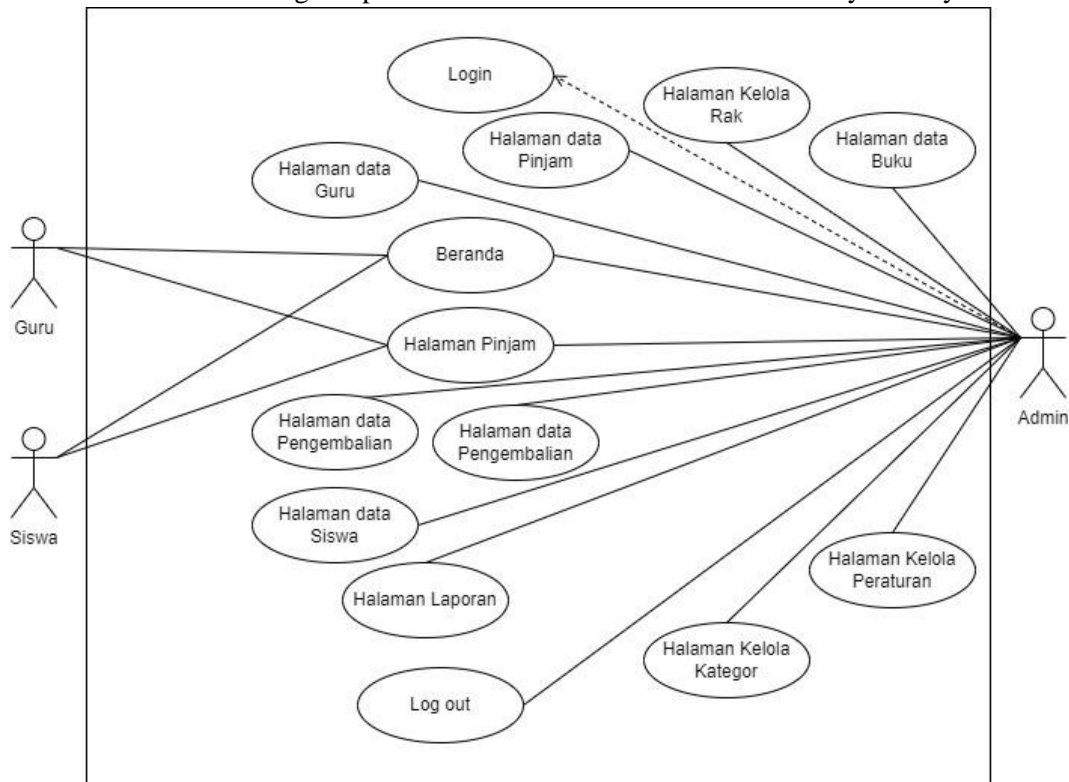 Login
Halaman Kelola
Rak
Halaman data
Pinjam
Halaman data
Buku
Halaman data
Guru
Beranda
Guru
Halaman Pinjam
Admin
Halaman data
Pengembalian
Halaman data
Pengembalian
Siswa
Halaman data
Siswa
Halaman Kelola
Peraturan
Halaman Laporan
Halaman Kelola
Kategor
Log out